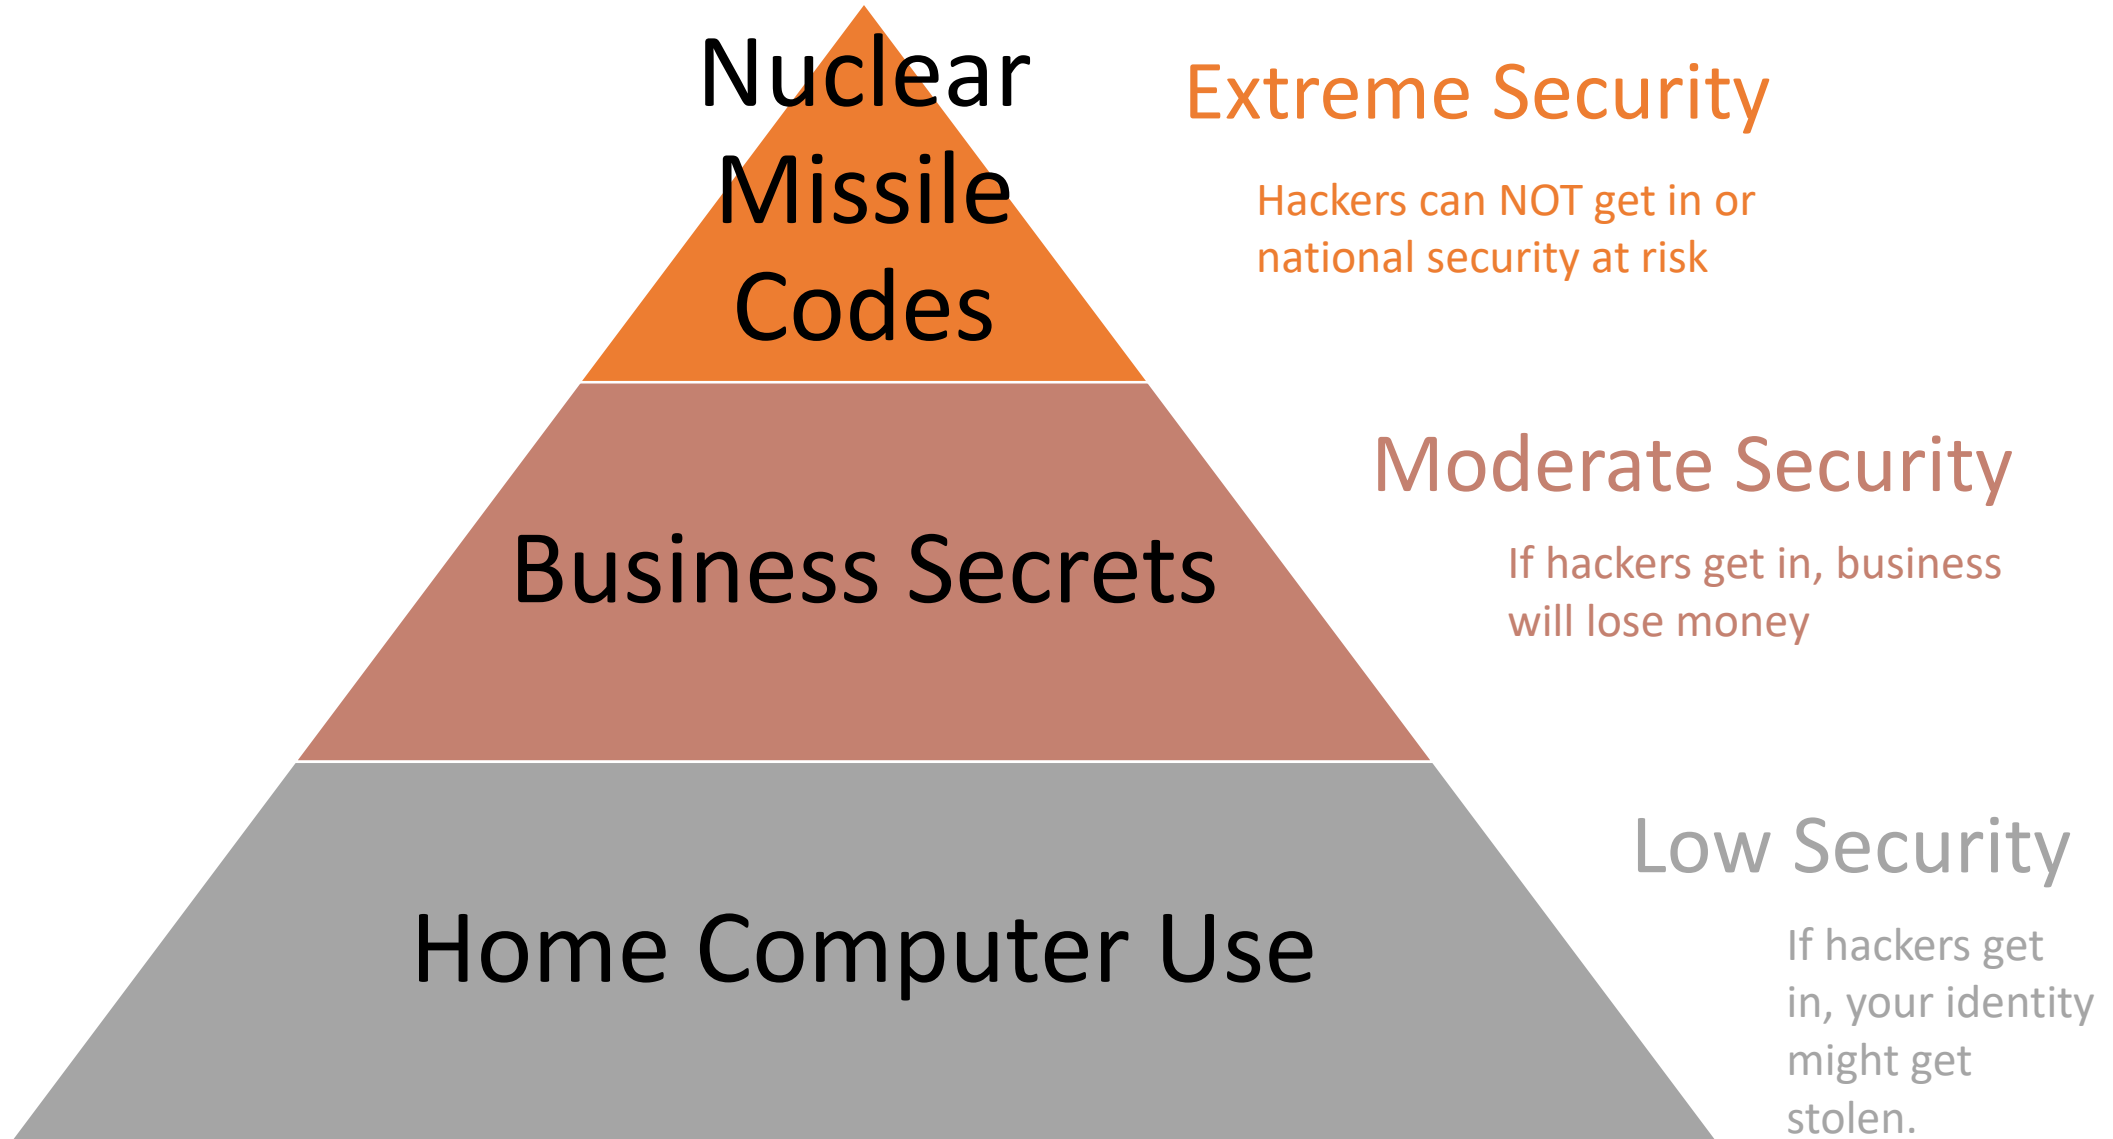 Nuclear
Missile
Codes
Extreme Security
Hackers can NOT get in or
national security at risk
Business Secrets
Moderate Security
If hackers get in, business
will lose money
Home Computer Use
Low Security
If hackers get
in, your identity
might get
stolen.